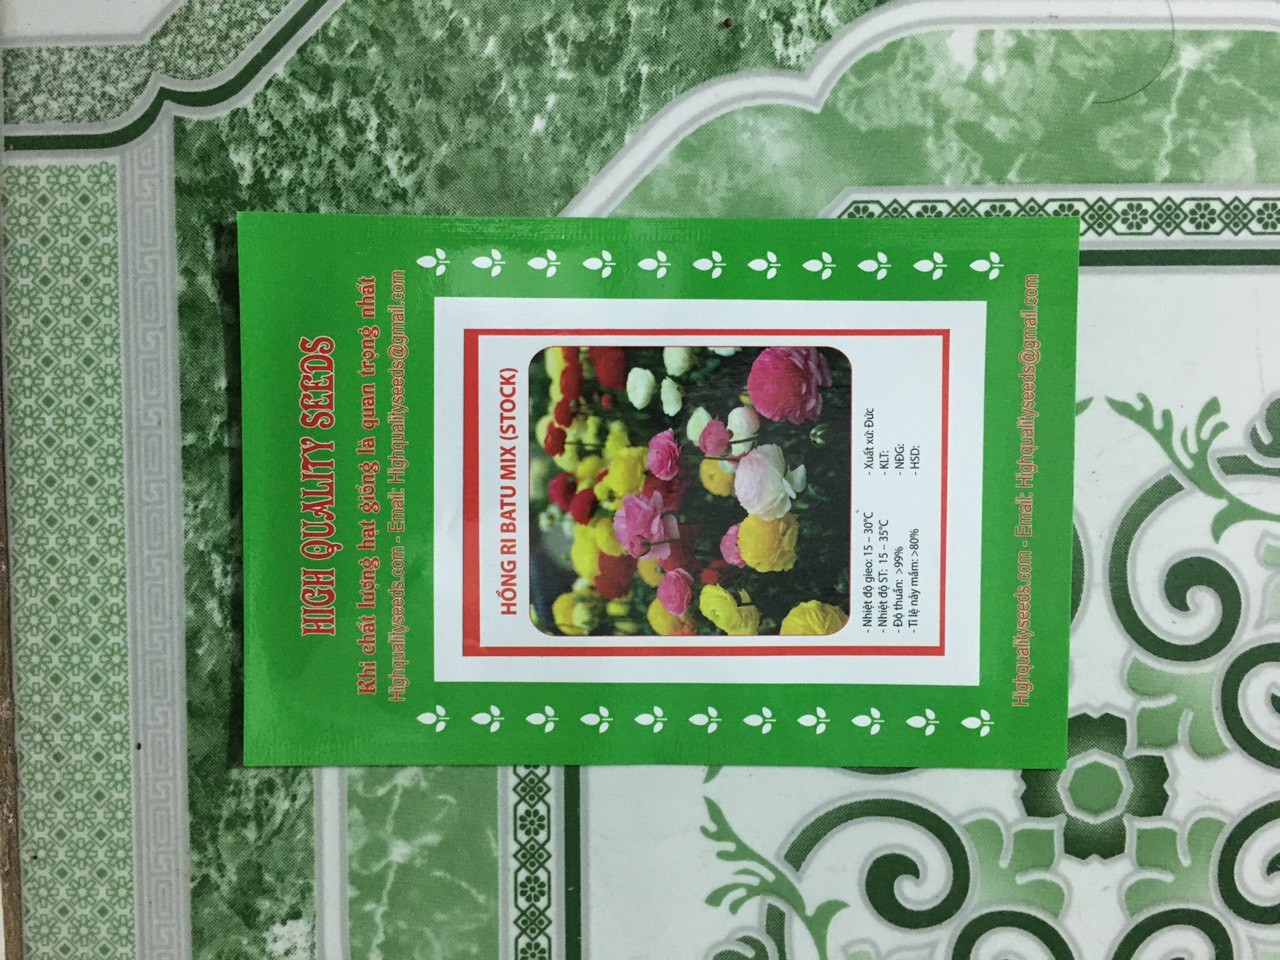 HIGH QUALITY SEEDS
Khi chất lượng hạt giống là quan trọng nhất
Highqualityseeds.com - Email: Highqualityseeds@gmail.com
HỒNG RI BATU MIX (STOCK)
- Nhiệt độ gieo: 15 – 30°C
- Nhiệt độ ST: 15 – 35°C
- Độ thuần: >99%
- Tỉ lệ nảy mầm: >80%
- Xuất xứ: Đức
- KLT:
- NĐG:
- HSD:
Highqualityseeds.com - Email: Highqualityseeds@gmail.com